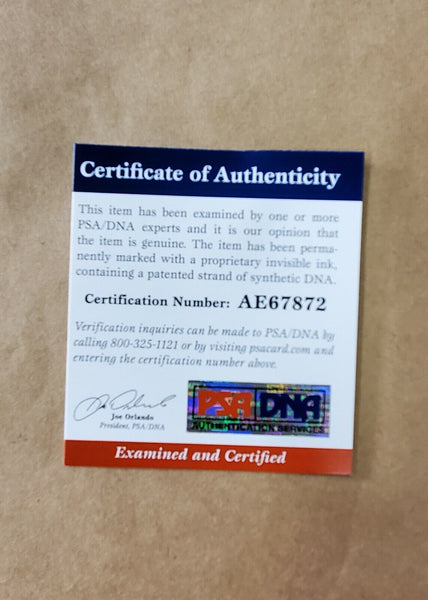 Certificate of Authenticity
This item has been examined by one or more
PSA/DNA experts and it is our opinion that
the item is genuine. The item has been perma-
nently marked with a proprietary invisible ink,
containing a patented strand of synthetic DNA.
Certification Number: AE67872
Verification inquiries can be made to PSA/DNA by
calling 800-325-1121 or by visiting psacard.com and
entering the certification number above.
PSA DNA
AUTHENTICATION SERVICES
Joe Orlando
President, PSA/DNA
Examined and Certified